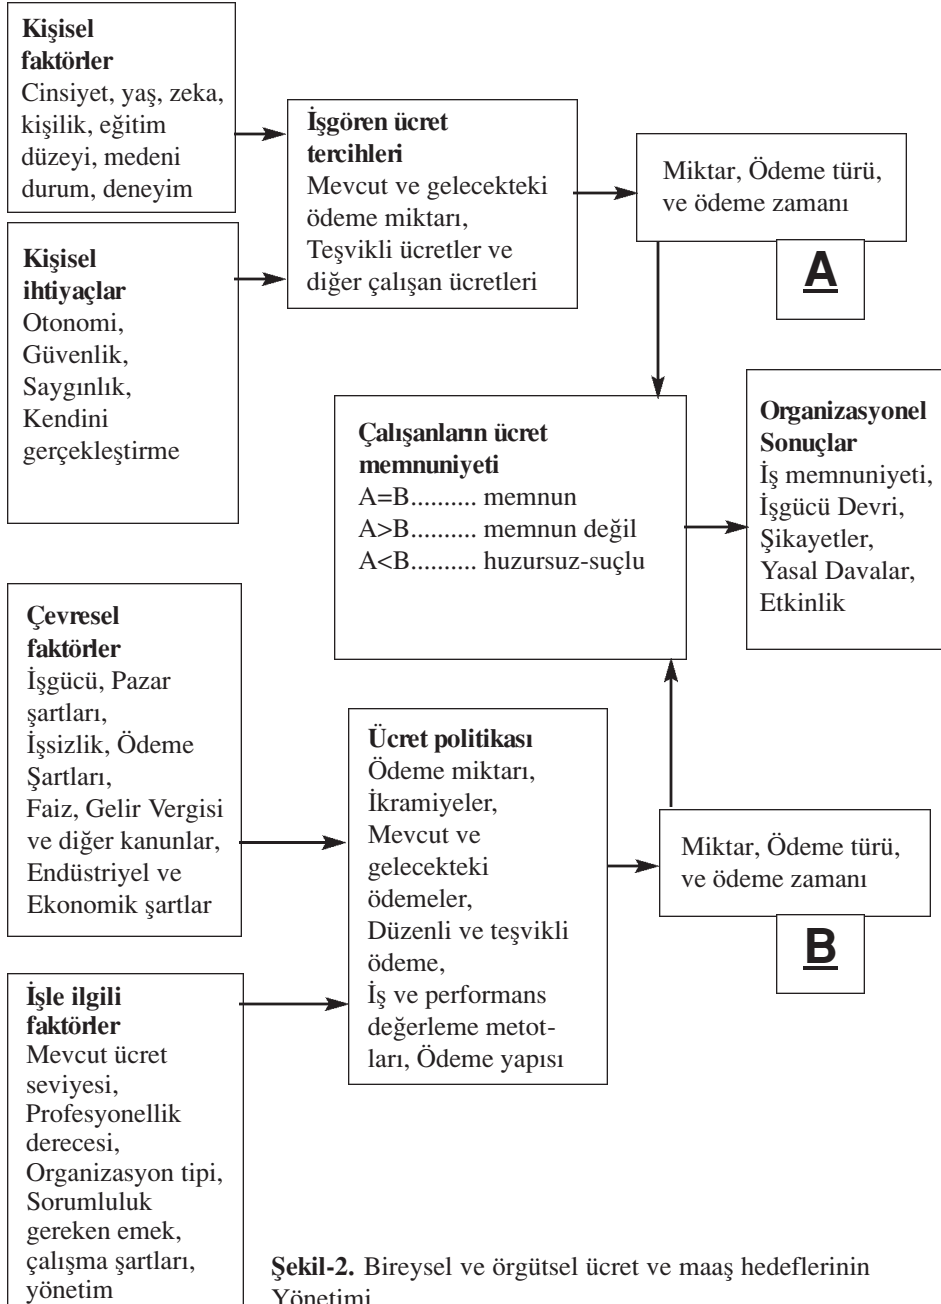 Kişisel
faktörler
Cinsiyet, yaş, zeka,
kişilik, eğitim
düzeyi, medeni
durum, deneyim
İşgören ücret
tercihleri
Mevcut ve gelecekteki
ödeme miktarı,
Teşvikli ücretler ve
diğer çalışan ücretleri
Miktar, Ödeme türü,
ve ödeme zamanı
A
Kişisel
ihtiyaçlar
Otonomi,
Güvenlik,
Saygınlık,
Kendini
gerçekleştirme
Çalışanların ücret
memnuniyeti
A=B.......... memnun
A>B.......... memnun değil
A<B.......... huzursuz-suçlu
Organizasyonel
Sonuçlar
İş memnuniyeti,
İşgücü Devri,
Şikayetler,
Yasal Davalar,
Etkinlik
Çevresel
faktörler
İşgücü, Pazar
şartları,
İşsizlik, Ödeme
Şartları,
Faiz, Gelir Vergisi
ve diğer kanunlar,
Endüstriyel ve
Ekonomik şartlar
Ücret politikası
Ödeme miktarı,
İkramiyeler,
Mevcut ve
gelecekteki
ödemeler,
Düzenli ve teşvikli
ödeme,
İş ve performans
değerleme metot-
ları, Ödeme yapısı
Miktar, Ödeme türü,
ve ödeme zamanı
B
İşle ilgili
faktörler
Mevcut ücret
seviyesi,
Profesyonellik
derecesi,
Organizasyon tipi,
Sorumluluk
gereken emek,
çalışma şartları,
yönetim
Şekil-2. Bireysel ve örgütsel ücret ve maaş hedeflerinin
Yönetimi